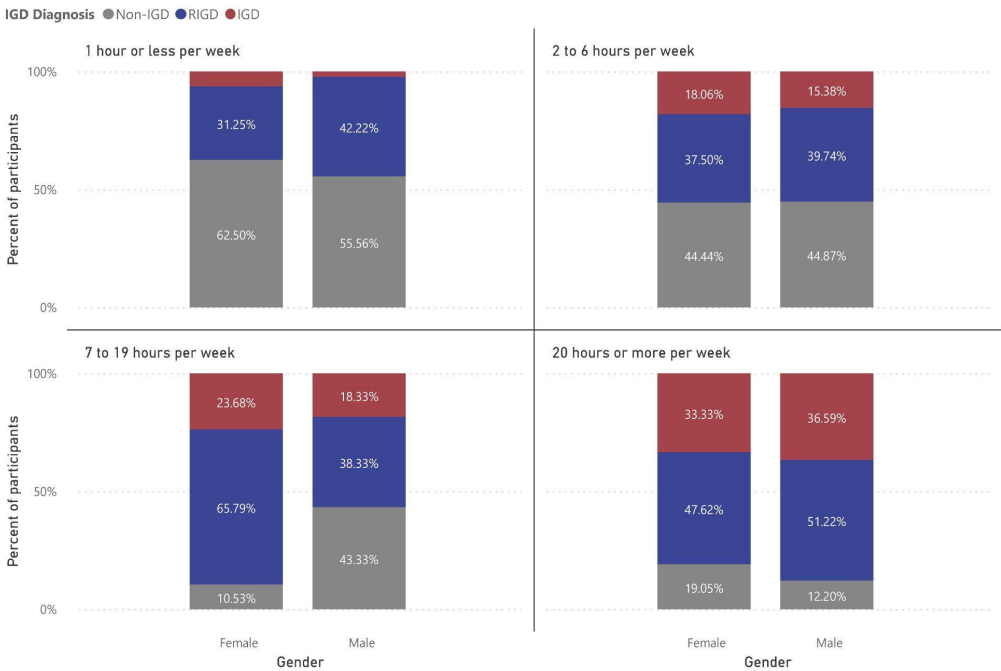 IGD Diagnosis Non-IGD RIGD IGD
1 hour or less per week
Percent of participants
100%
50%
0%
31.25%
62.50%
42.22%
55.56%
2 to 6 hours per week
18.06%
37.50%
44.44%
15.38%
39.74%
44.87%
7 to 19 hours per week
Percent of participants
100%
50%
0%
23.68%
65.79%
10.53%
18.33%
38.33%
43.33%
Female
Male
Gender
20 hours or more per week
33.33%
47.62%
19.05%
36.59%
51.22%
12.20%
Female
Male
Gender